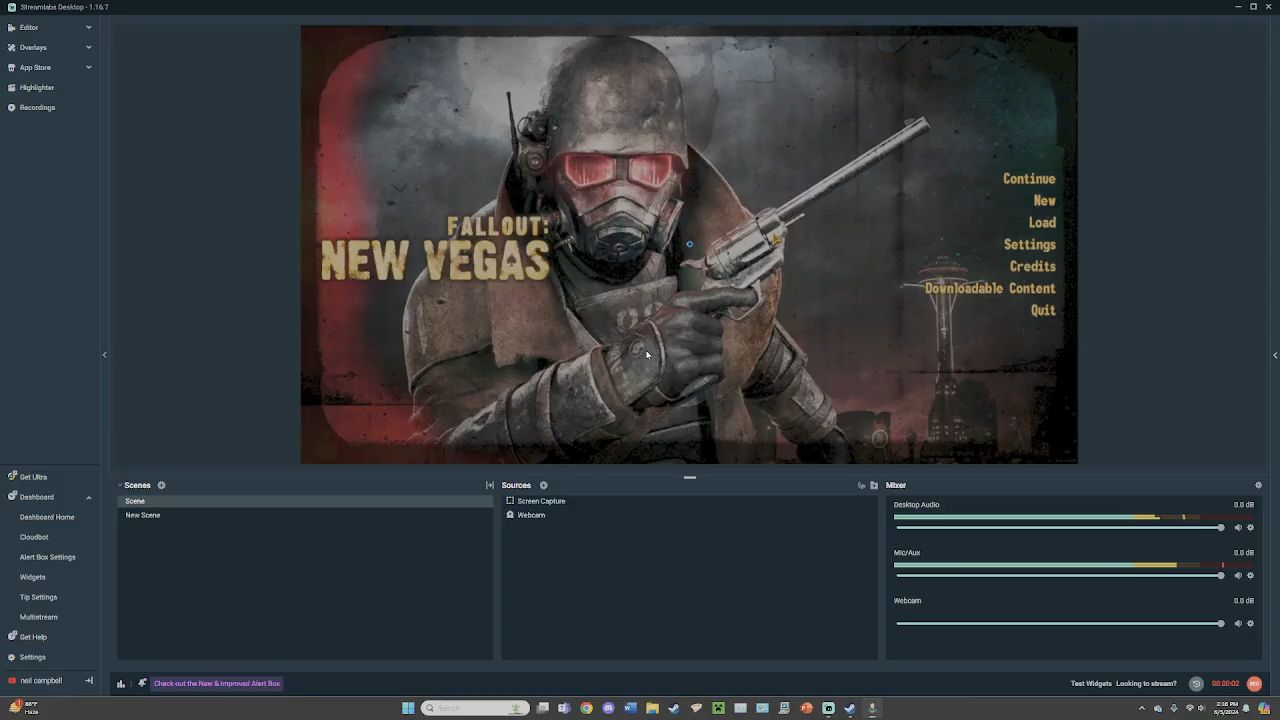 Streamlabs Desktop - 1.16.7
Editor
Overlays
App Store
Highlighter
Recordings
FALLOUT:
NEW VEGAS
Continue
New
Load
Settings
Credits
Downloadable Content
Quit
Get Ultra
Dashboard
Dashboard Home
Cloudbot
Alert Box Settings
Widgets
Tip Settings
Multistream
Get Help
Settings
neil campbell
Scenes
Scene
New Scene
Sources
Screen Capture
Webcam
Mixer
Desktop Audio 0.0 dB
Mic/Aux 0.0 dB
Webcam 0.0 dB
Check out the New & Improved Alert Box
Test Widgets Looking to stream? 00:00:02 REC
Search